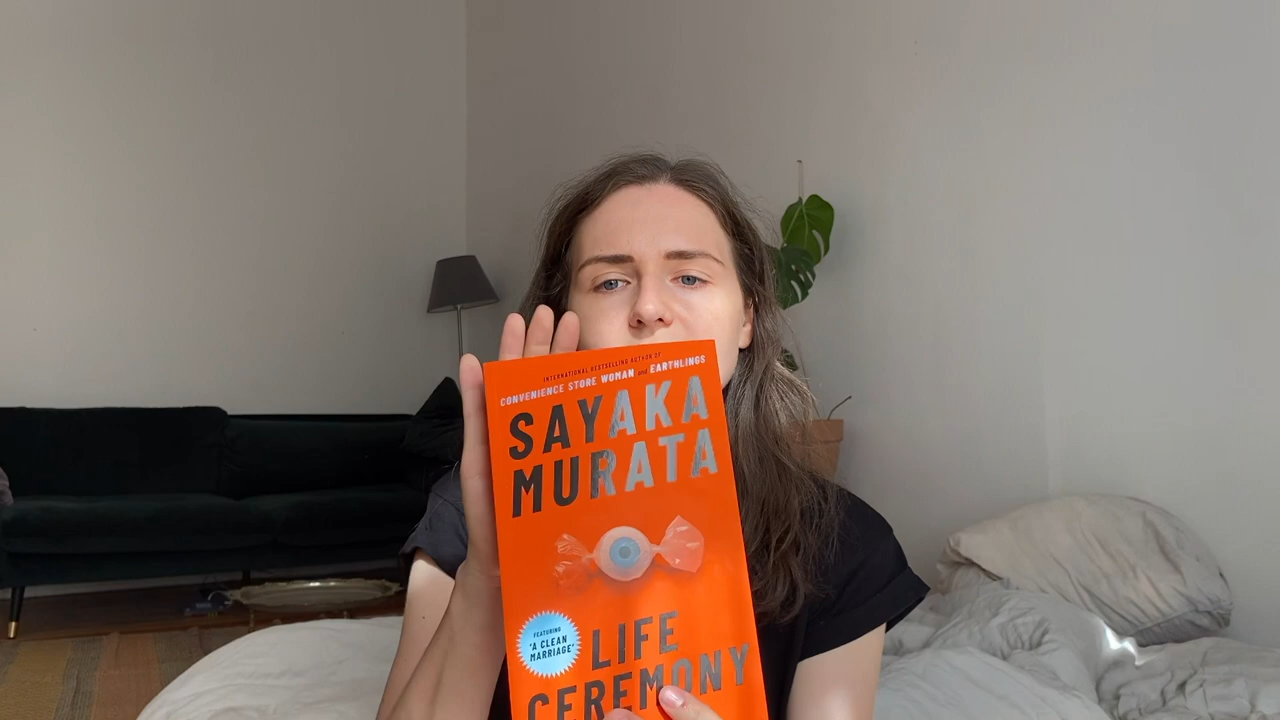 INTERNATIONAL BESTSELLING AUTHOR OF
CONVENIENCE STORE WOMAN and EARTHLINGS
SAYAKA
MURATA
FEATURING
'A CLEAN
MARRIAGE'
LIFE
CEREMONY